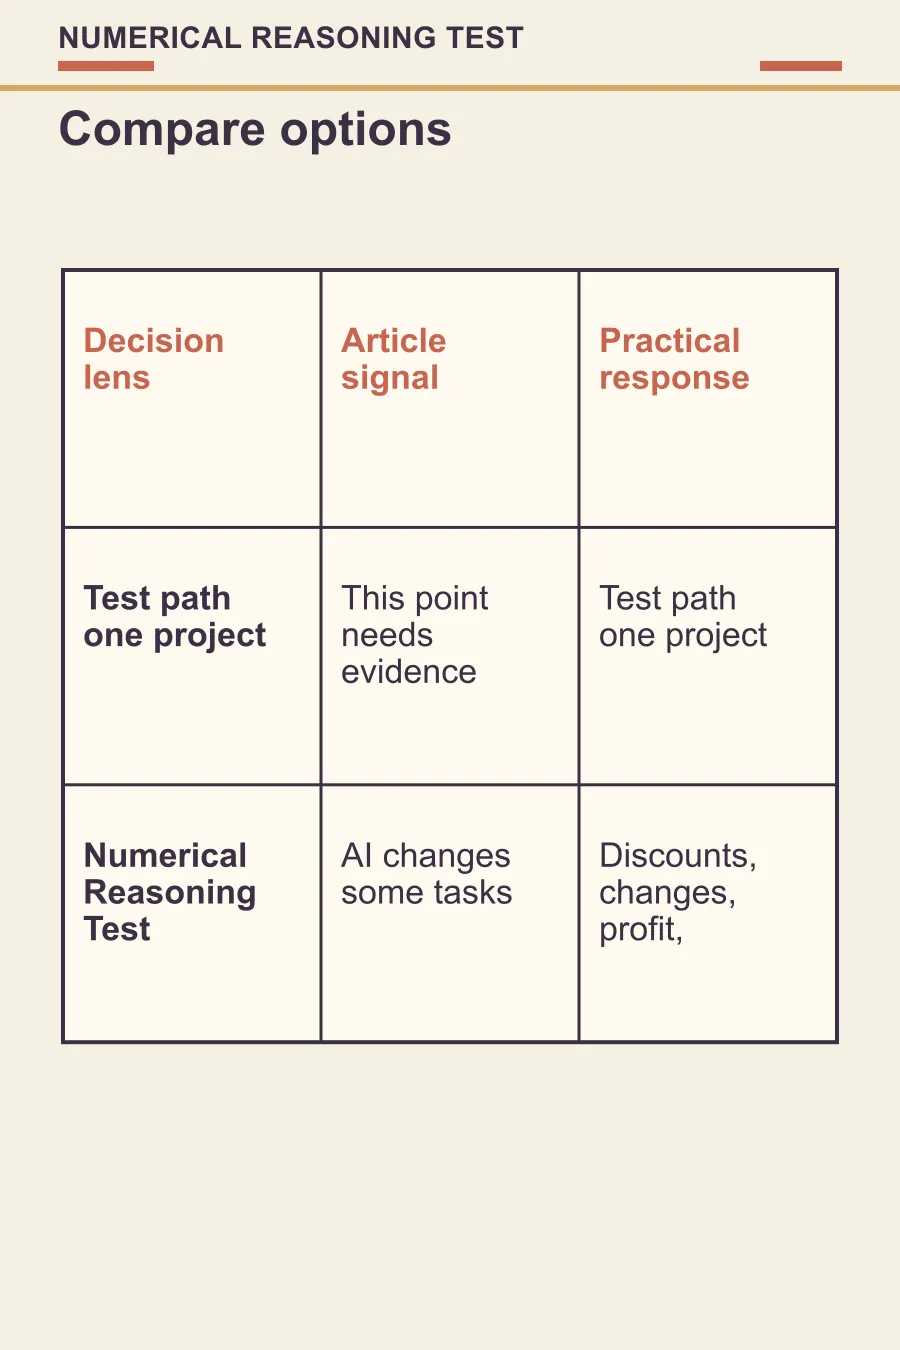 NUMERICAL REASONING TEST
Compare options
Decision
lens
Article
signal
Practical
response
Test path
one project
This point
needs
evidence
Test path
one project
Numerical
Reasoning
Test
AI changes
some tasks
Discounts,
changes,
profit,